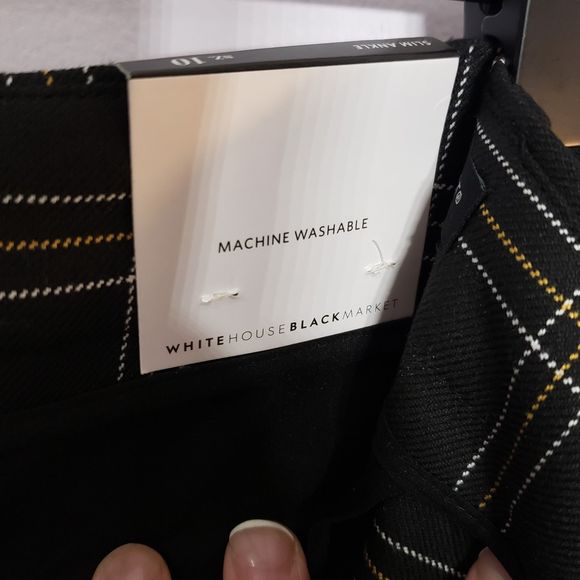 SZ 10
SLIM ANKLE
MACHINE WASHABLE
WHITEHOUSEBLACKMARKET
®